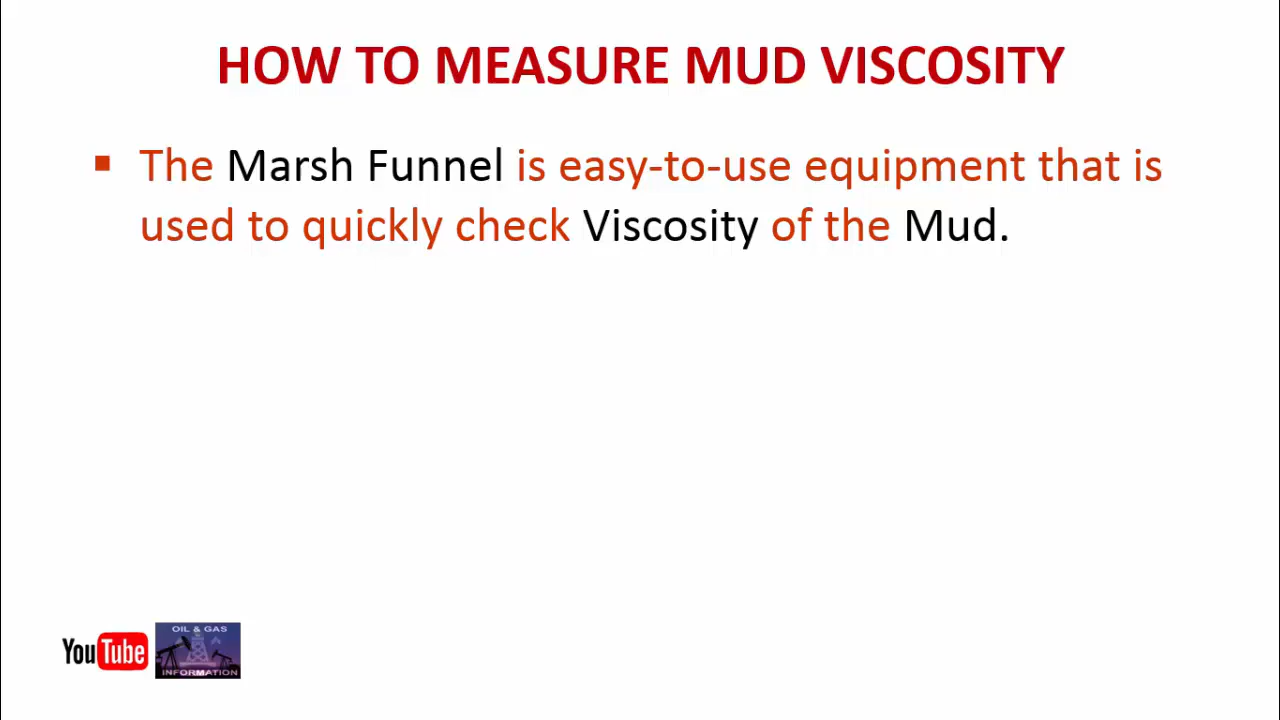 HOW TO MEASURE MUD VISCOSITY
▪ The Marsh Funnel is easy-to-use equipment that is
used to quickly check Viscosity of the Mud.
YouTube
OIL & GAS
INFORMATION